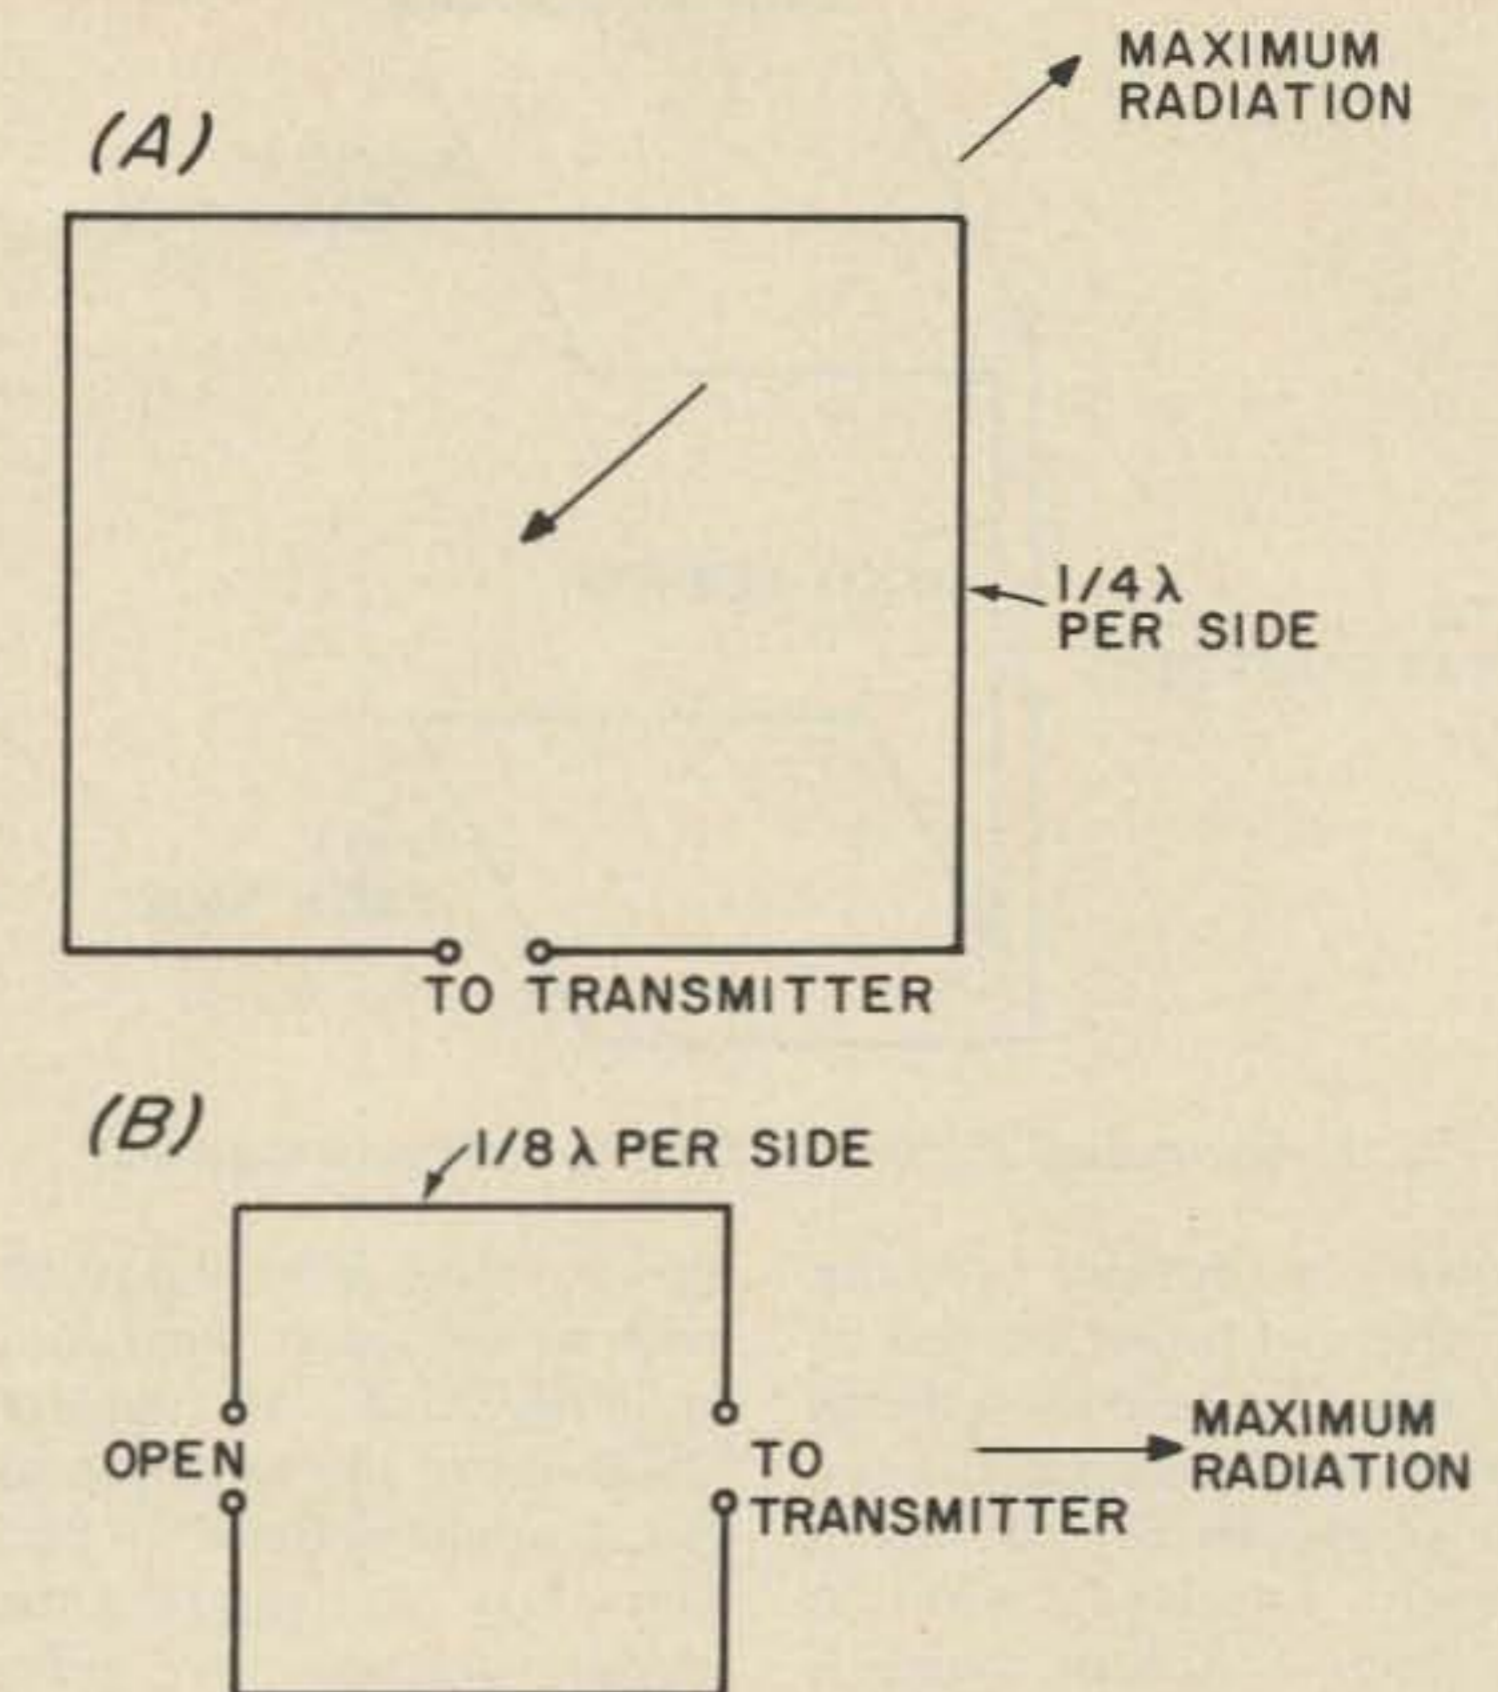 MAXIMUM
RADIATION
(A)
1/4 λ
PER SIDE
TO TRANSMITTER
(B)
1/8 λ PER SIDE
OPEN
TO
TRANSMITTER
MAXIMUM
RADIATION